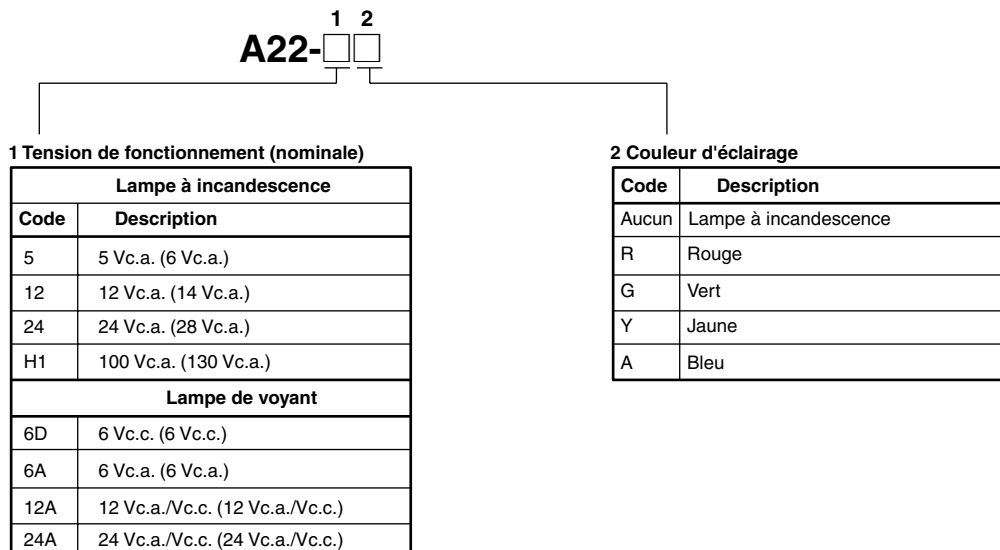 1 2
A22-
1 Tension de fonctionnement (nominale)
Lampe à incandescence
Code Description
5 5 Vc.a. (6 Vc.a.)
12 12 Vc.a. (14 Vc.a.)
24 24 Vc.a. (28 Vc.a.)
H1 100 Vc.a. (130 Vc.a.)
Lampe de voyant
6D 6 Vc.c. (6 Vc.c.)
6A 6 Vc.a. (6 Vc.a.)
12A 12 Vc.a./Vc.c. (12 Vc.a./Vc.c.)
24A 24 Vc.a./Vc.c. (24 Vc.a./Vc.c.)
2 Couleur d'éclairage
Code Description
Aucun Lampe à incandescence
R Rouge
G Vert
Y Jaune
A Bleu